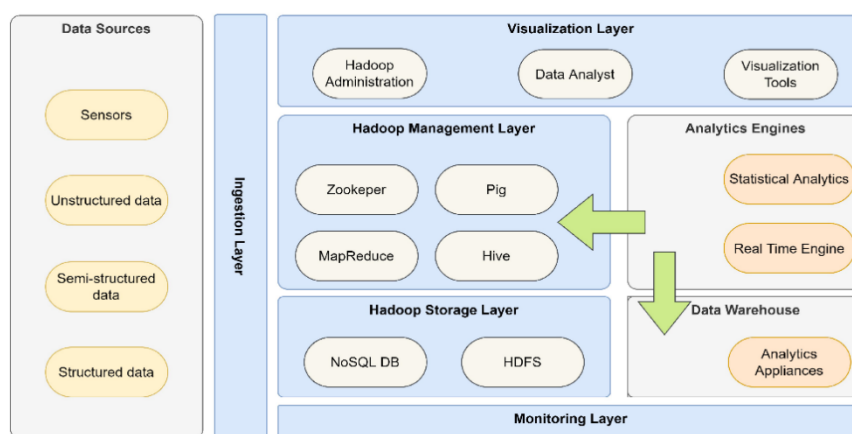 Data Sources
Sensors
Unstructured data
Semi-structured
data
Structured data
Ingestion Layer
Visualization Layer
Hadoop
Administration
Data Analyst
Visualization
Tools
Hadoop Management Layer
Zookeper
Pig
MapReduce
Hive
Analytics Engines
Statistical Analytics
Real Time Engine
Hadoop Storage Layer
NoSQL DB
HDFS
Data Warehouse
Analytics
Appliances
Monitoring Layer